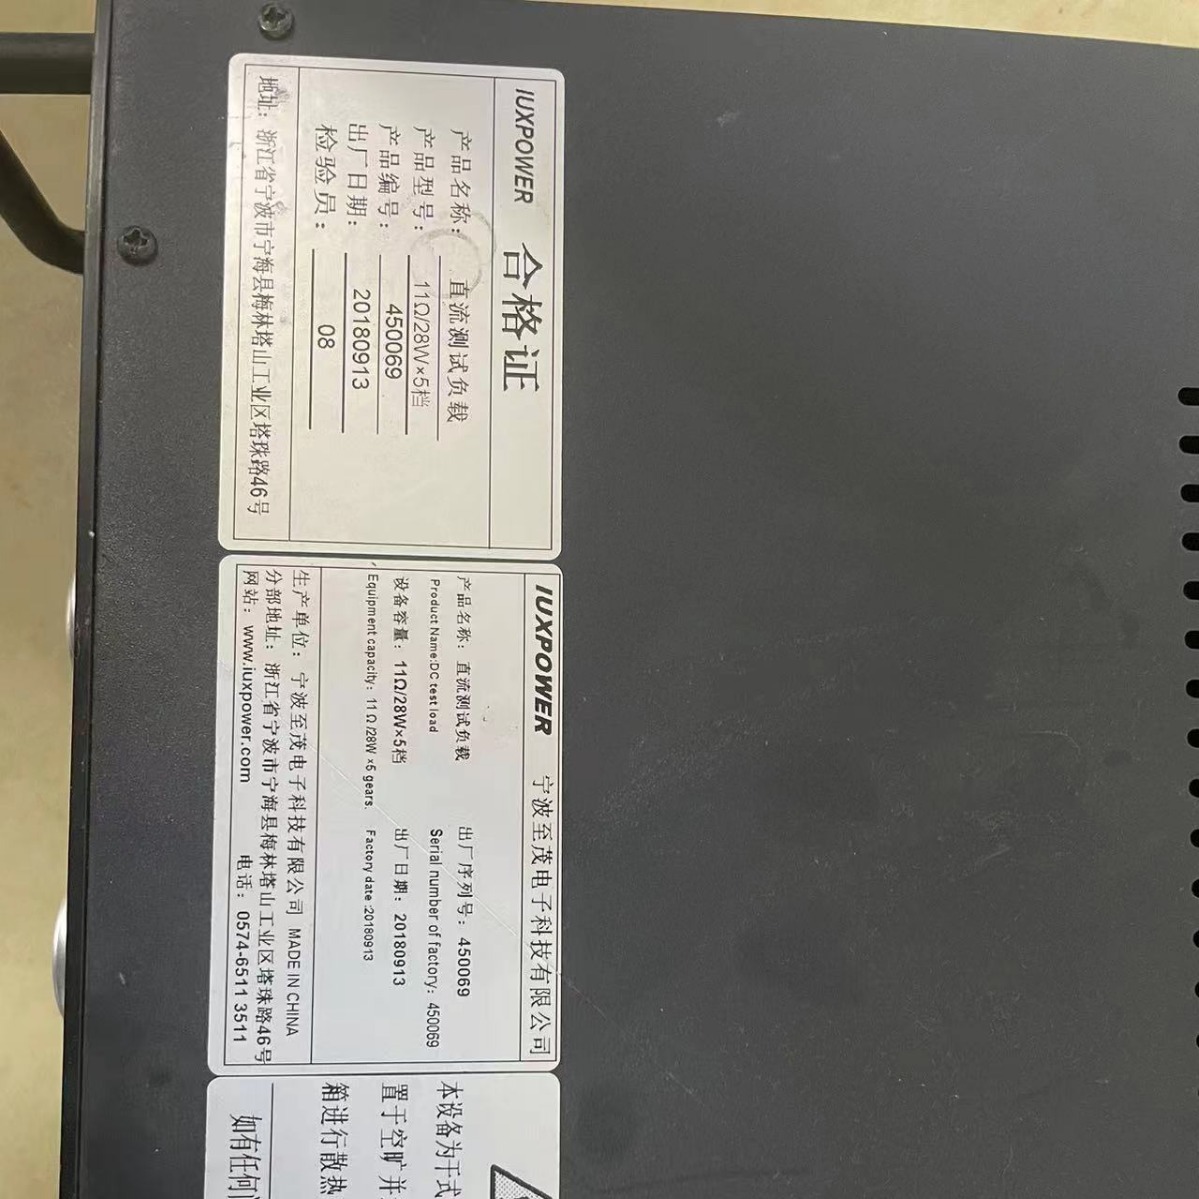 IUXPOWER 合格证
产品名称: 直流测试负载
产品型号: 11Ω/28W×5档
产品编号: 450069
出厂日期: 20180913
检验员: 08
地址: 浙江省宁波市宁海县梅林塔山工业区塔珠路46号
IUXPOWER 宁波至茂电子科技有限公司
产品名称: 直流测试负载 出厂序列号: 450069
Product Name:DC test load Serial number of factory: 450069
设备容量: 11Ω/28W×5档 出厂日期: 20180913
Equipment capacity: 11Ω/28W ×5 gears. Factory date:20180913
生产单位: 宁波至茂电子科技有限公司 MADE IN CHINA
分部地址: 浙江省宁波市宁海县梅林塔山工业区塔珠路46号
网站: www.iuxpower.com 电话: 0574-6511 3511
本设备为干式
置于空旷并
箱进行散热
如有任何